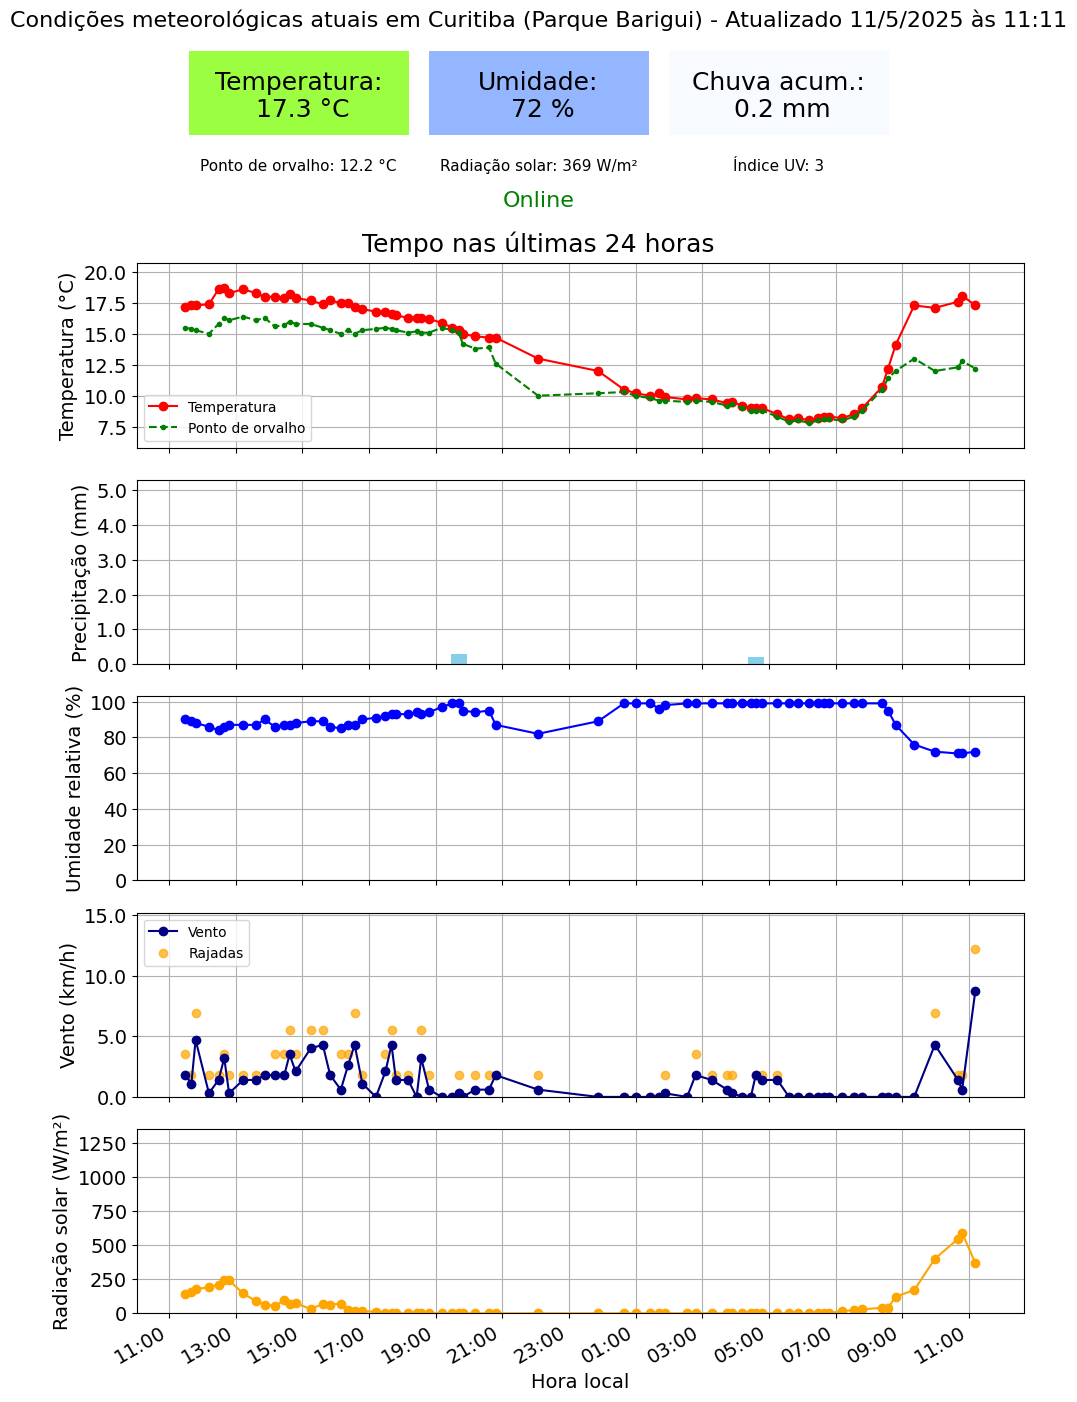 Condições meteorológicas atuais em Curitiba (Parque Barigui) - Atualizado 11/5/2025 às 11:11
Temperatura:
17.3 °C
Umidade:
72 %
Chuva acum.:
0.2 mm
Ponto de orvalho: 12.2 °C
Radiação solar: 369 W/m²
Índice UV: 3
Online
Tempo nas últimas 24 horas
Temperatura (°C)
20.0
17.5
15.0
12.5
10.0
7.5
Temperatura
Ponto de orvalho
Precipitação (mm)
5.0
4.0
3.0
2.0
1.0
0.0
Umidade relativa (%)
100
80
60
40
20
0
Vento (km/h)
15.0
10.0
5.0
0.0
Vento
Rajadas
Radiação solar (W/m²)
1250
1000
750
500
250
0
11:00
13:00
15:00
17:00
19:00
21:00
23:00
01:00
03:00
05:00
07:00
09:00
11:00
Hora local